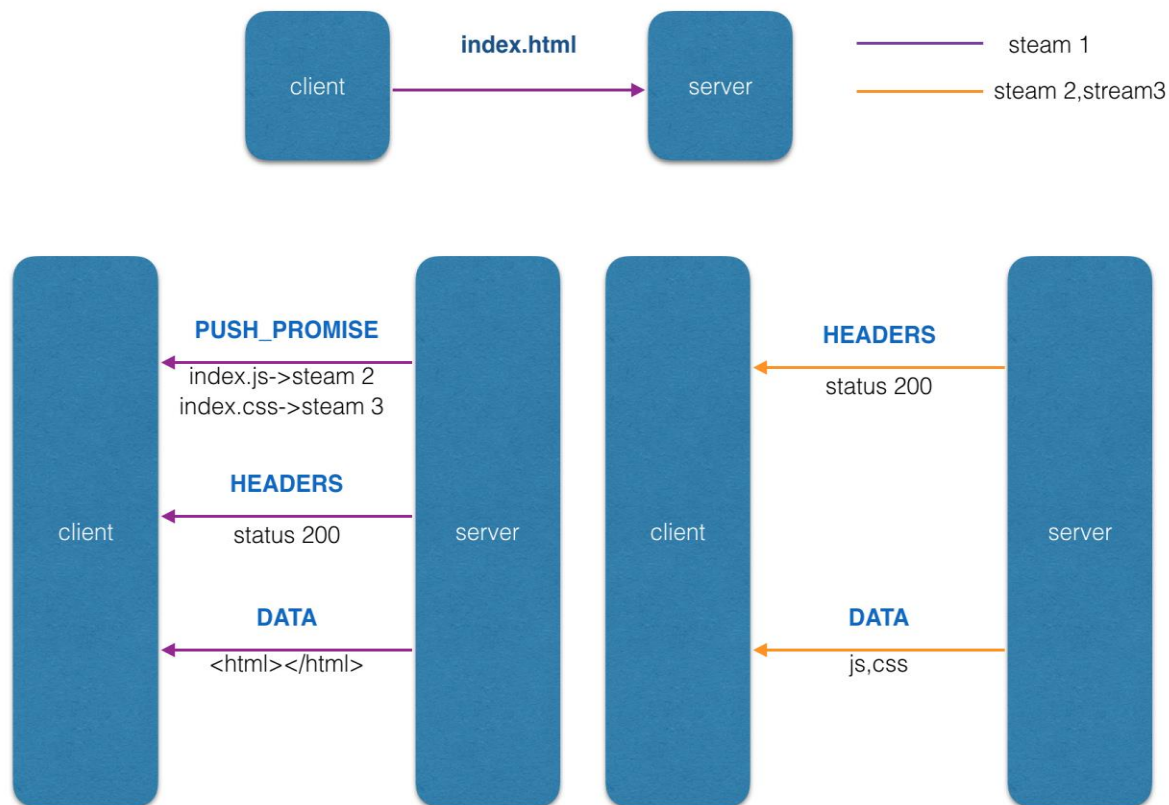 index.html
client
server
steam 1
steam 2,stream3
PUSH_PROMISE
index.js->steam 2
index.css->steam 3
HEADERS
status 200
client
server
DATA
<html></html>
HEADERS
status 200
client
server
DATA
js,css